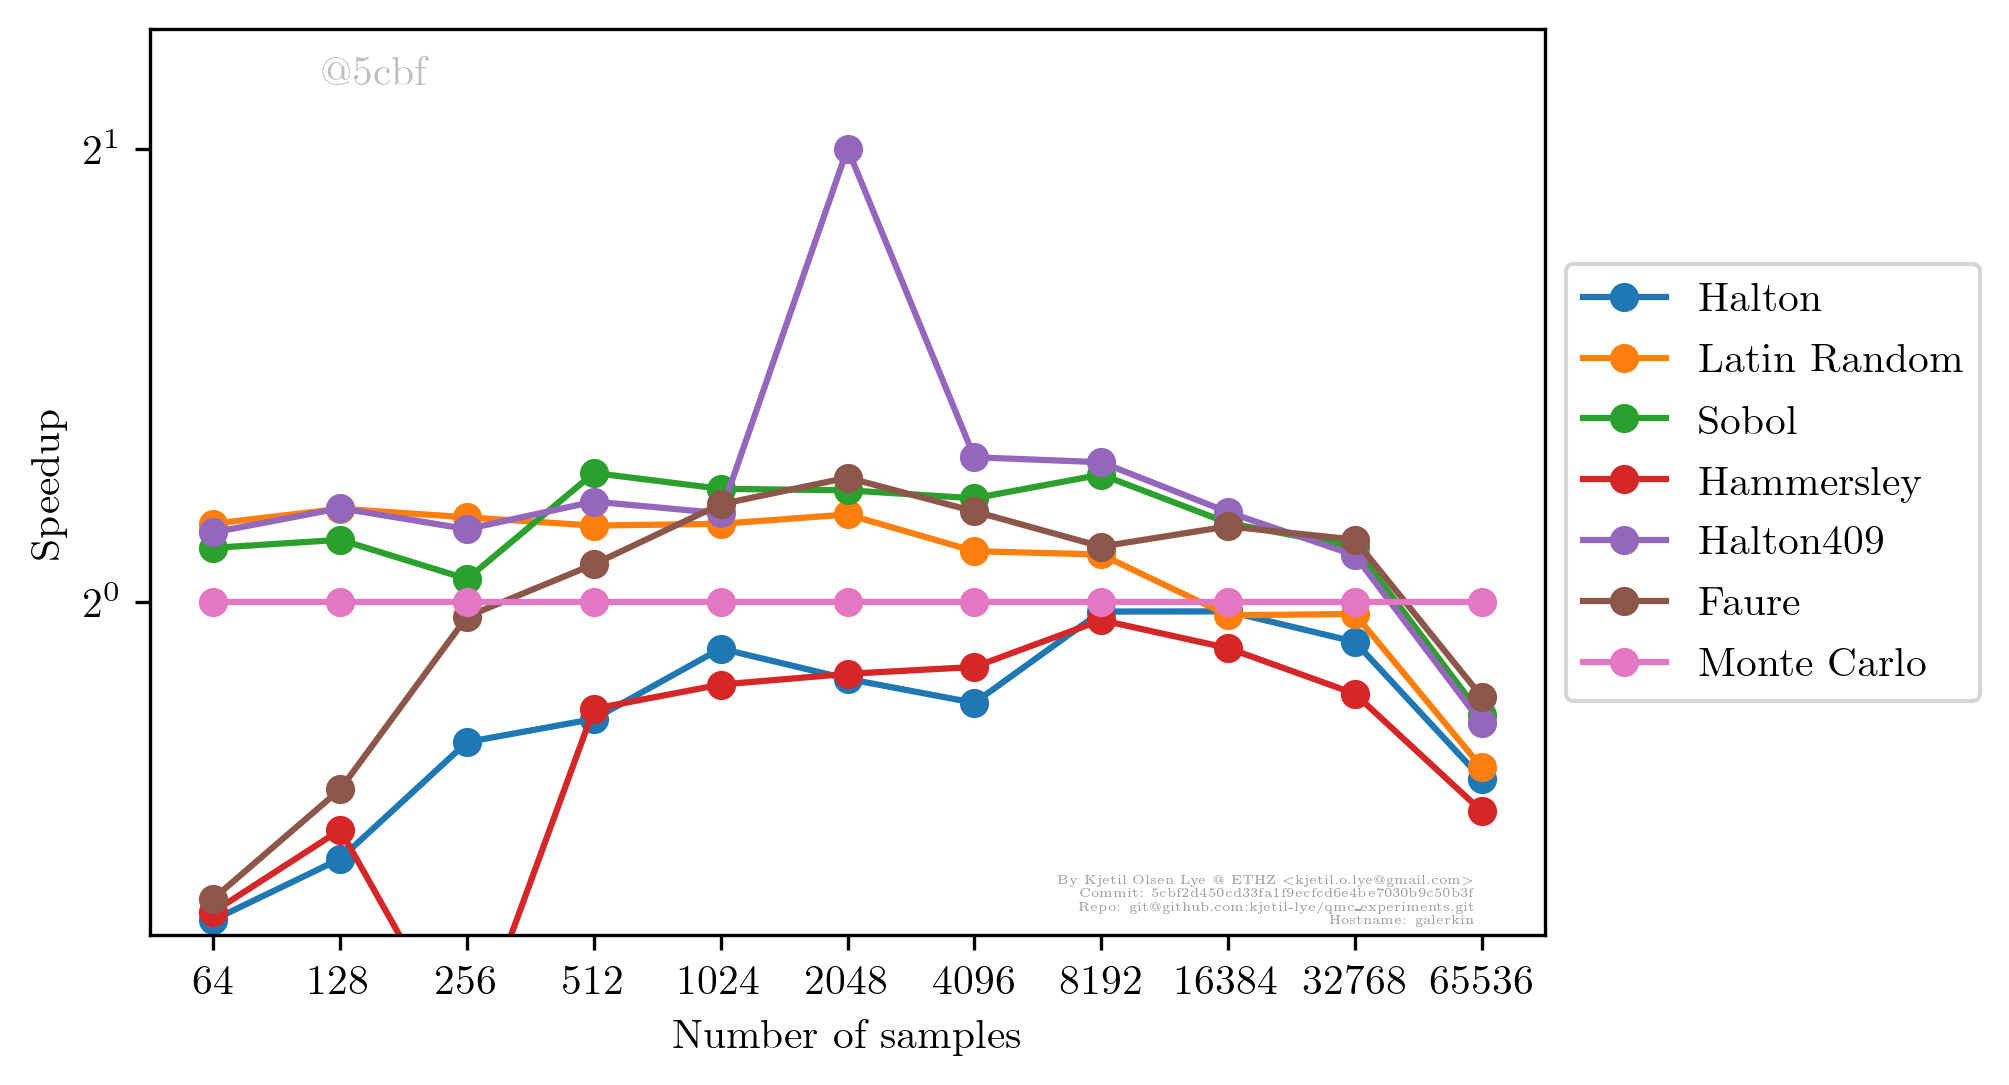 @5cbf
2^1
2^0
Speedup
Halton
Latin Random
Sobol
Hammersley
Halton409
Faure
Monte Carlo
By Kjetil Olsen Lye @ ETHZ <kjetil.o.lye@gmail.com>
Commit: 5cbf2d450cd33fa1f9ecfcd6e4be7030b9c50b3f
Repo: git@github.com:kjetil-lye/qmc_experiments.git
Hostname: galerkin
64 128 256 512 1024 2048 4096 8192 16384 32768 65536
Number of samples